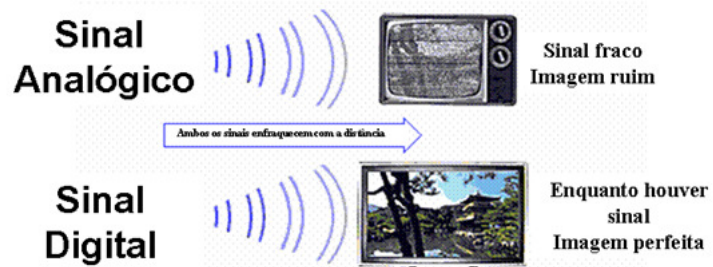 Sinal
Analógico
Sinal fraco
Imagem ruim
Ambos os sinais enfraquecem com a distância
Sinal
Digital
Enquanto houver
sinal
Imagem perfeita